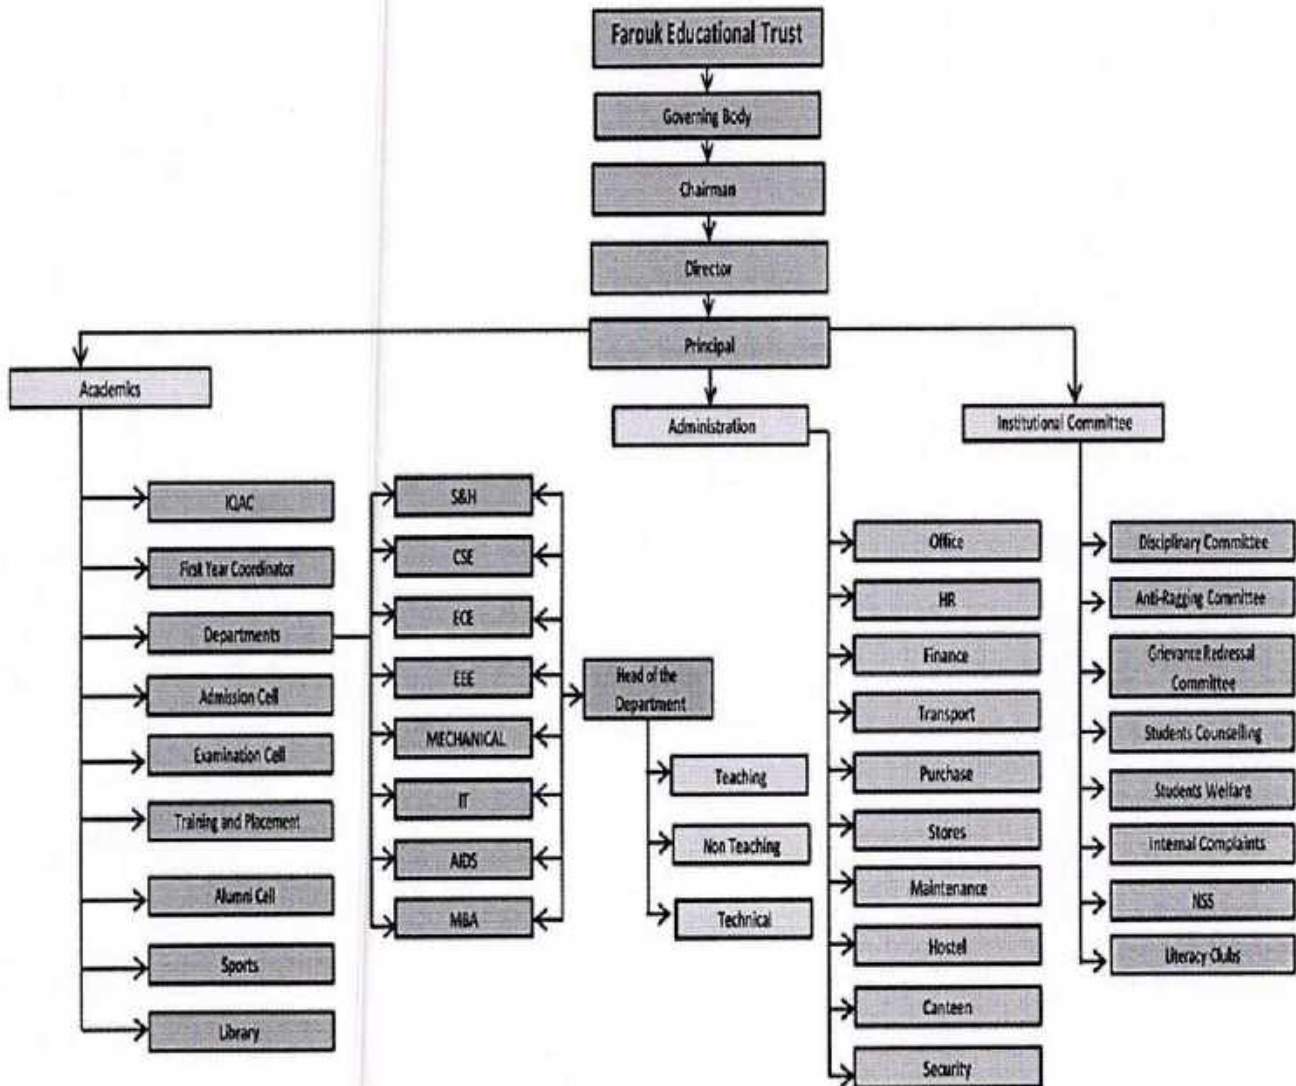 Farouk Educational Trust
Governing Body
Chairman
Director
Principal
Academics
Administration
Institutional Committee
IQAC
First Year Coordinator
Departments
Admission Cell
Examination Cell
Training and Placement
Alumni Cell
Sports
Library
S&H
CSE
ECE
EEE
MECHANICAL
IT
AIDS
MBA
Head of the
Department
Teaching
Non Teaching
Technical
Office
HR
Finance
Transport
Purchase
Stores
Maintenance
Hostel
Canteen
Security
Disciplinary Committee
Anti-Ragging Committee
Grievance Redressal
Committee
Students Counselling
Students Welfare
Internal Complaints
NSS
Literacy Clubs